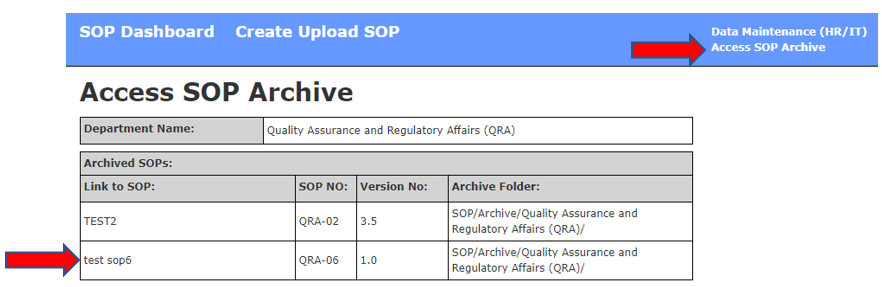 SOP Dashboard Create Upload SOP
Data Maintenance (HR/IT)
Access SOP Archive
Access SOP Archive
Department Name: Quality Assurance and Regulatory Affairs (QRA)
Archived SOPs:
Link to SOP: SOP NO: Version No: Archive Folder:
TEST2 QRA-02 3.5 SOP/Archive/Quality Assurance and
Regulatory Affairs (QRA)/
test sop6 QRA-06 1.0 SOP/Archive/Quality Assurance and
Regulatory Affairs (QRA)/